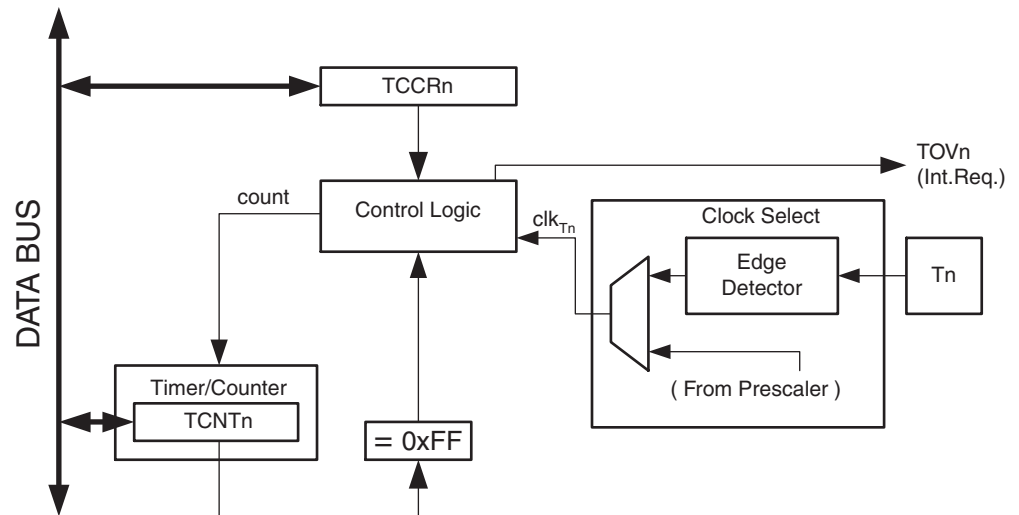 TCCRn
TOVn
(Int.Req.)
count
Control Logic
clkTn
Clock Select
Edge
Detector
Tn
DATA BUS
Timer/Counter
TCNTn
= 0xFF
( From Prescaler )